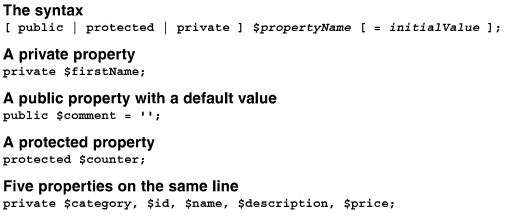 The syntax
[ public | protected | private ] $propertyName [ = initialValue ];
A private property
private $firstName;
A public property with a default value
public $comment = '';
A protected property
protected $counter;
Five properties on the same line
private $category, $id, $name, $description, $price;